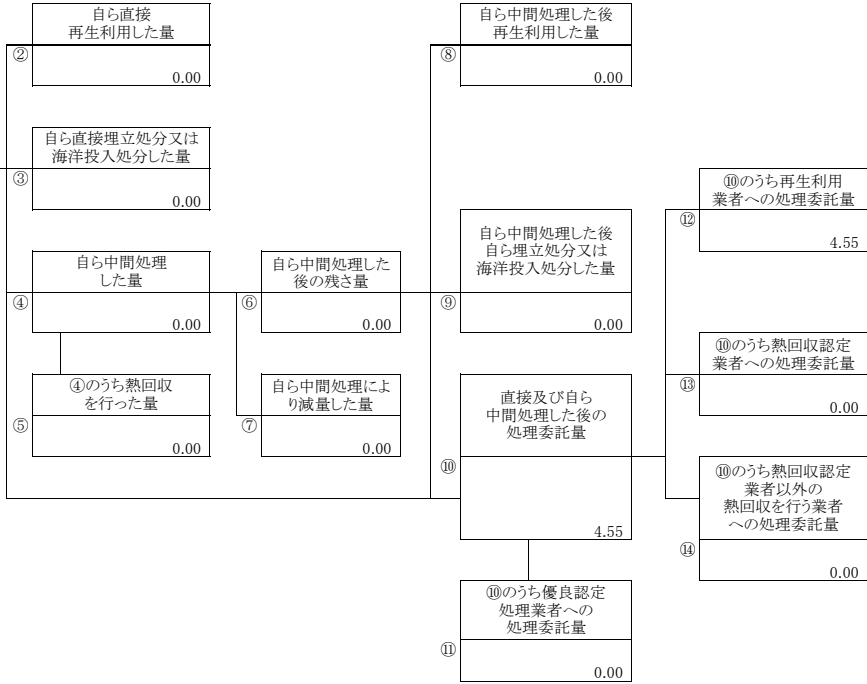 自ら直接
再生利用した量
②
0.00
自ら直接埋立処分又は
海洋投入処分した量
③
0.00
自ら中間処理
した量
④
0.00
④のうち熱回収
を行った量
⑤
0.00
自ら中間処理した
後の残さ量
⑥
0.00
自ら中間処理によ
り減量した量
⑦
0.00
自ら中間処理した後
再生利用した量
⑧
0.00
自ら中間処理した後
自ら埋立処分又は
海洋投入処分した量
⑨
0.00
直接及び自ら
中間処理した後の
処理委託量
⑩
4.55
⑩のうち優良認定
処理業者への
処理委託量
⑪
0.00
⑩のうち再生利用
業者への処理委託量
⑫
4.55
⑩のうち熱回収認定
業者への処理委託量
⑬
0.00
⑩のうち熱回収認定
業者以外の
熱回収を行う業者
への処理委託量
⑭
0.00